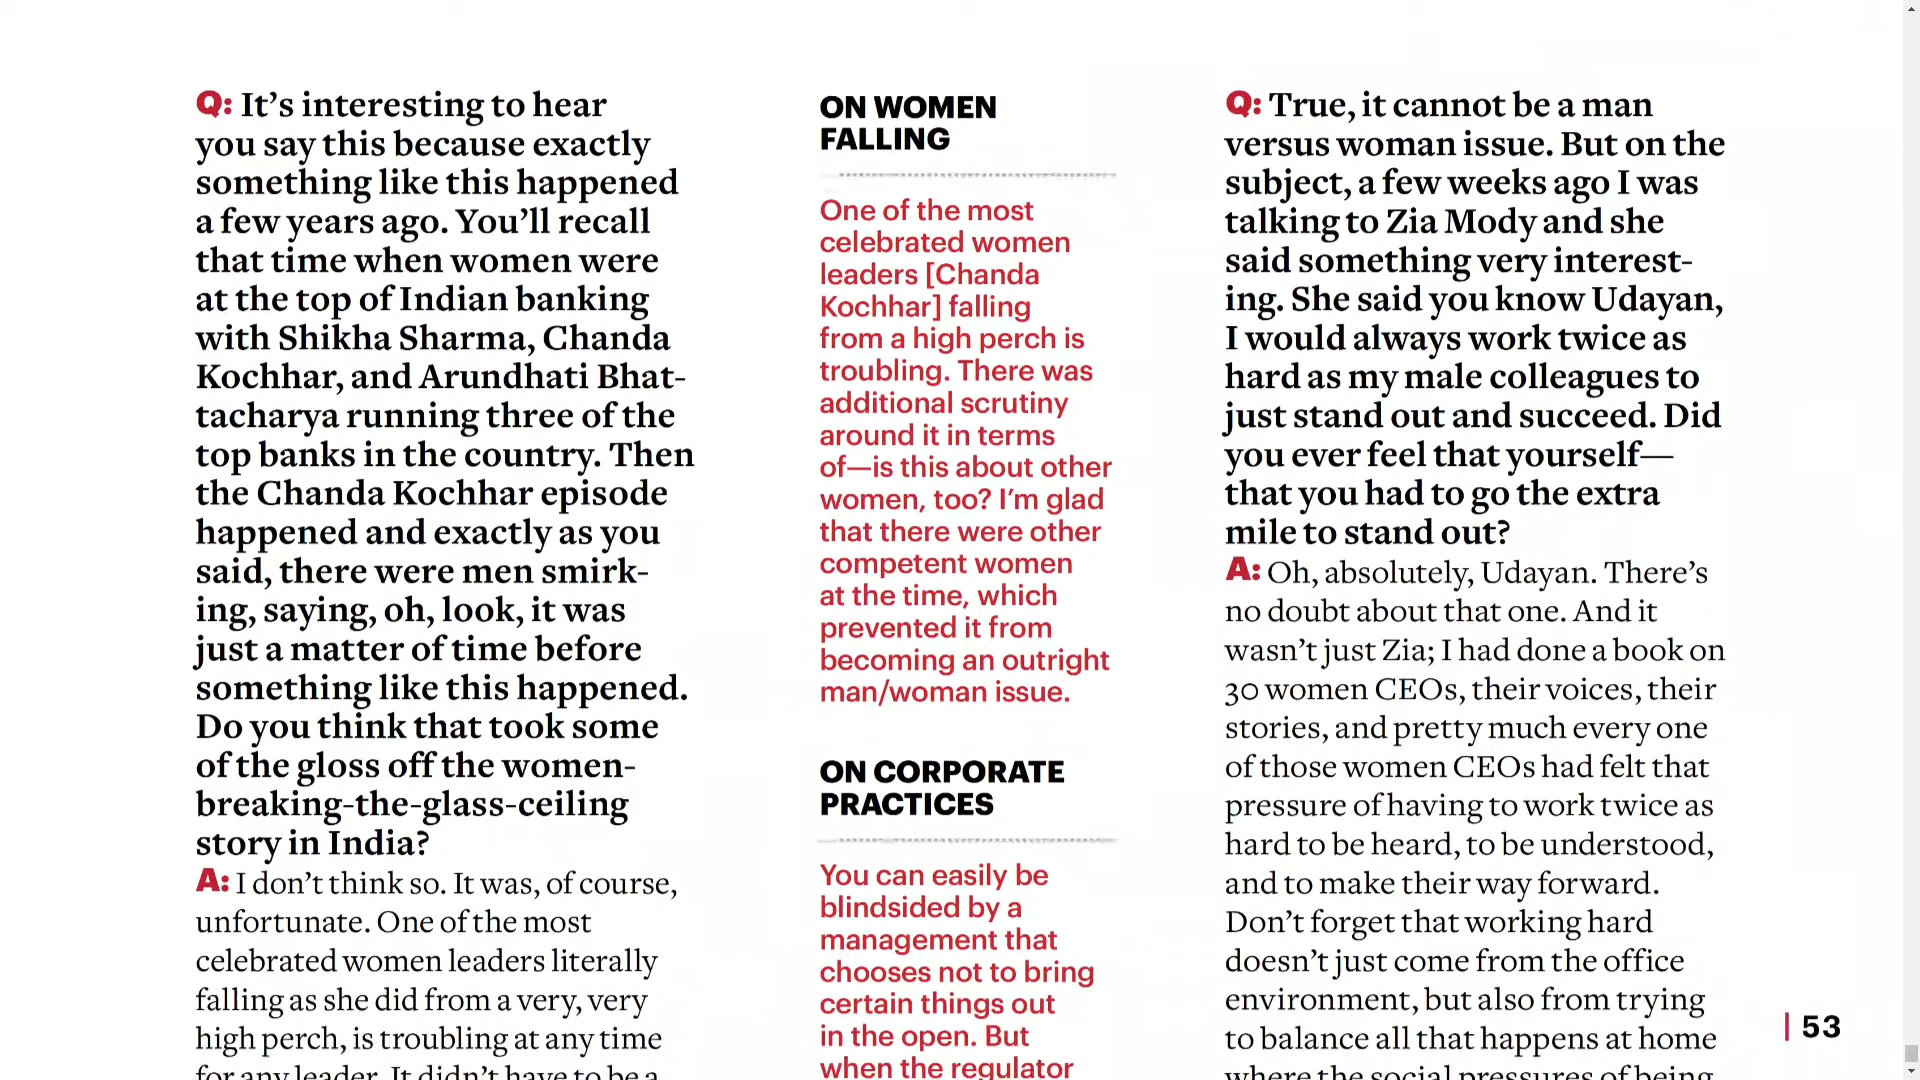 Q: It's interesting to hear
you say this because exactly
something like this happened
a few years ago. You'll recall
that time when women were
at the top of Indian banking
with Shikha Sharma, Chanda
Kochhar, and Arundhati Bhat-
tacharya running three of the
top banks in the country. Then
the Chanda Kochhar episode
happened and exactly as you
said, there were men smirk-
ing, saying, oh, look, it was
just a matter of time before
something like this happened.
Do you think that took some
of the gloss off the women-
breaking-the-glass-ceiling
story in India?
A: I don't think so. It was, of course,
unfortunate. One of the most
celebrated women leaders literally
falling as she did from a very, very
high perch, is troubling at any time
for any leader. It didn't have to be a
ON WOMEN
FALLING
One of the most
celebrated women
leaders [Chanda
Kochhar] falling
from a high perch is
troubling. There was
additional scrutiny
around it in terms
of—is this about other
women, too? I'm glad
that there were other
competent women
at the time, which
prevented it from
becoming an outright
man/woman issue.
ON CORPORATE
PRACTICES
You can easily be
blindsided by a
management that
chooses not to bring
certain things out
in the open. But
when the regulator
Q: True, it cannot be a man
versus woman issue. But on the
subject, a few weeks ago I was
talking to Zia Mody and she
said something very interest-
ing. She said you know Udayan,
I would always work twice as
hard as my male colleagues to
just stand out and succeed. Did
you ever feel that yourself—
that you had to go the extra
mile to stand out?
A: Oh, absolutely, Udayan. There's
no doubt about that one. And it
wasn't just Zia; I had done a book on
30 women CEOs, their voices, their
stories, and pretty much every one
of those women CEOs had felt that
pressure of having to work twice as
hard to be heard, to be understood,
and to make their way forward.
Don't forget that working hard
doesn't just come from the office
environment, but also from trying
to balance all that happens at home
where the social pressures of being
| 53